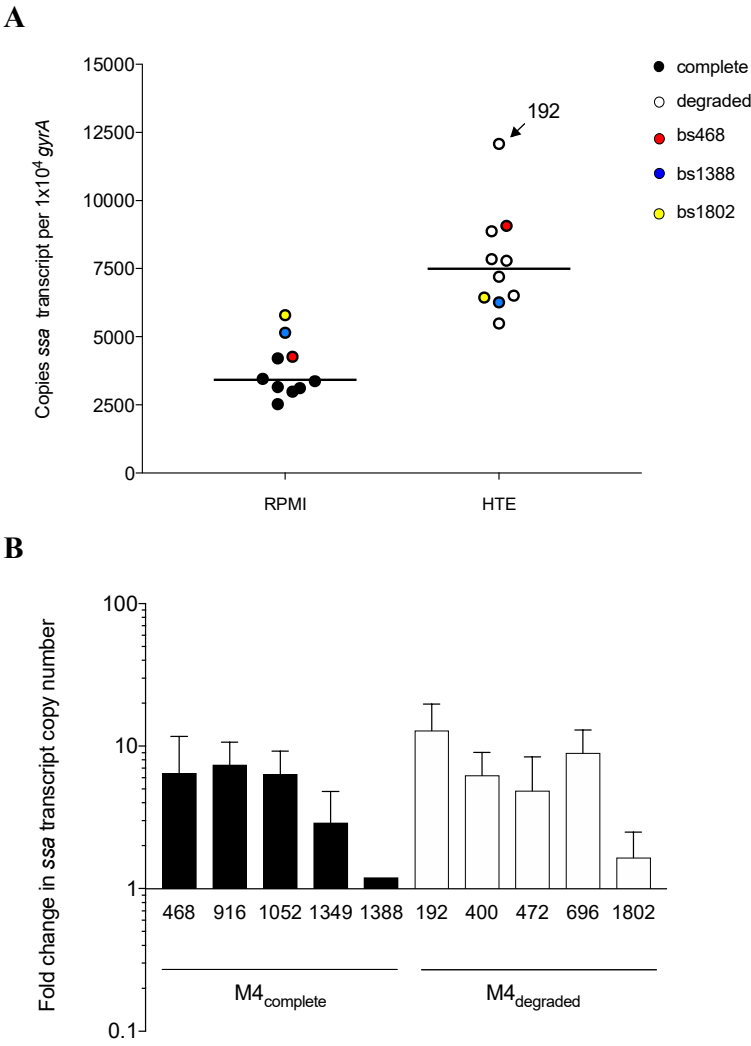 A
15000
12500
10000
7500
5000
2500
0
Copies ssa transcript per 1x10⁴ gyrA
192
RPMI
HTE
complete
degraded
bs468
bs1388
bs1802
B
100
10
1
0.1
Fold change in ssa transcript copy number
468 916 1052 1349 1388 192 400 472 696 1802
M4complete M4degraded